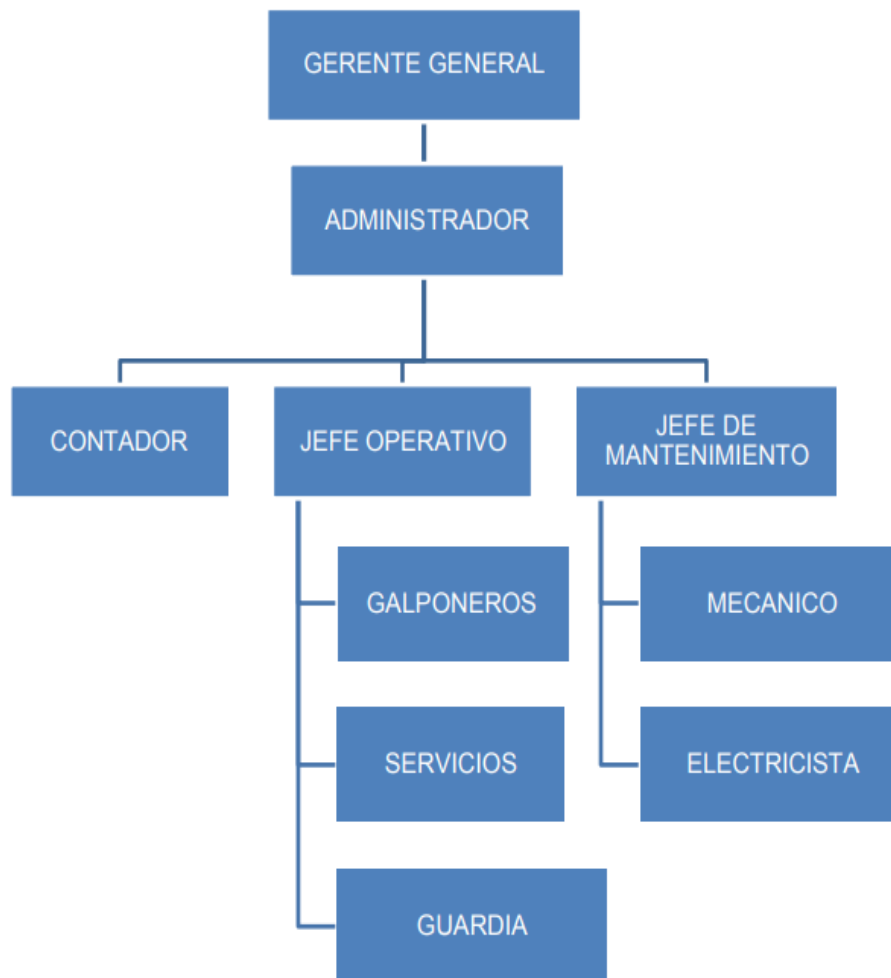 GERENTE GENERAL
ADMINISTRADOR
CONTADOR
JEFE OPERATIVO
JEFE DE
MANTENIMIENTO
GALPONEROS
MECANICO
SERVICIOS
ELECTRICISTA
GUARDIA